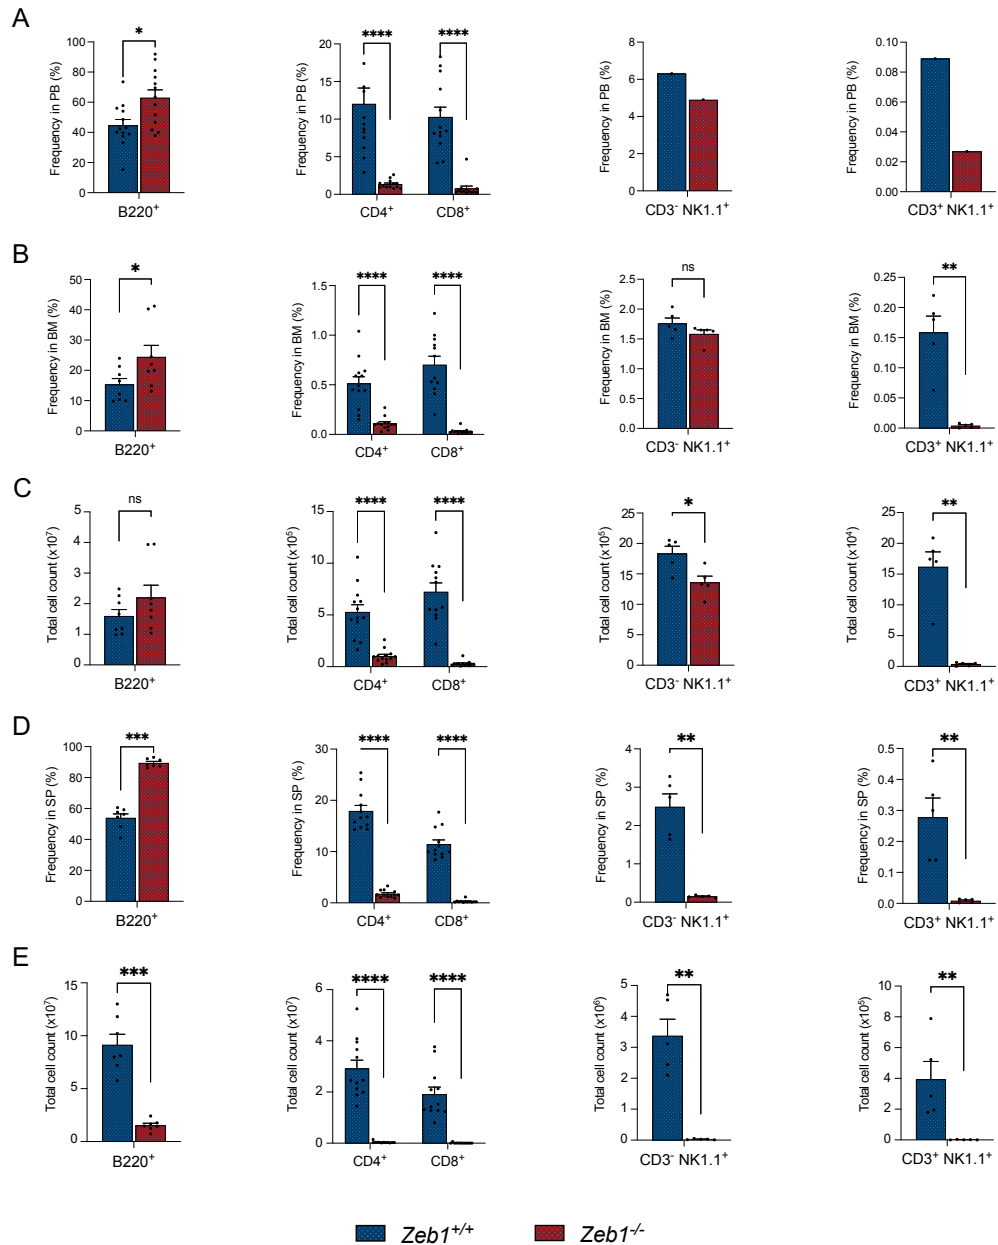 A
Frequency in PB (%)
100
80
60
40
20
0
*
B220+
Frequency in PB (%)
20
15
10
5
0
**** ****
CD4+ CD8+
Frequency in PB (%)
8
6
4
2
0
CD3- NK1.1+
Frequency in PB (%)
0.10
0.08
0.06
0.04
0.02
0.00
CD3+ NK1.1+
B
Frequency in BM (%)
50
40
30
20
10
0
*
B220+
Frequency in BM (%)
1.5
1.0
0.5
0.0
**** ****
CD4+ CD8+
Frequency in BM (%)
2.5
2.0
1.5
1.0
0.5
0.0
ns
CD3- NK1.1+
Frequency in BM (%)
0.25
0.20
0.15
0.10
0.05
0.00
**
CD3+ NK1.1+
C
Total cell count (x10⁷)
5
4
3
2
1
0
ns
B220+
Total cell count (x10⁵)
15
10
5
0
**** ****
CD4+ CD8+
Total cell count (x10⁵)
25
20
15
10
5
0
*
CD3- NK1.1+
Total cell count (x10⁴)
25
20
15
10
5
0
**
CD3+ NK1.1+
D
Frequency in SP (%)
100
80
60
40
20
0
***
B220+
Frequency in SP (%)
30
20
10
0
**** ****
CD4+ CD8+
Frequency in SP (%)
4
3
2
1
0
**
CD3- NK1.1+
Frequency in SP (%)
0.5
0.4
0.3
0.2
0.1
0.0
**
CD3+ NK1.1+
E
Total cell count (x10⁷)
15
10
5
0
***
B220+
Total cell count (x10⁷)
6
4
2
0
**** ****
CD4+ CD8+
Total cell count (x10⁶)
5
4
3
2
1
0
**
CD3- NK1.1+
Total cell count (x10⁵)
10
8
6
4
2
0
**
CD3+ NK1.1+
Zeb1+/+ Zeb1-/-